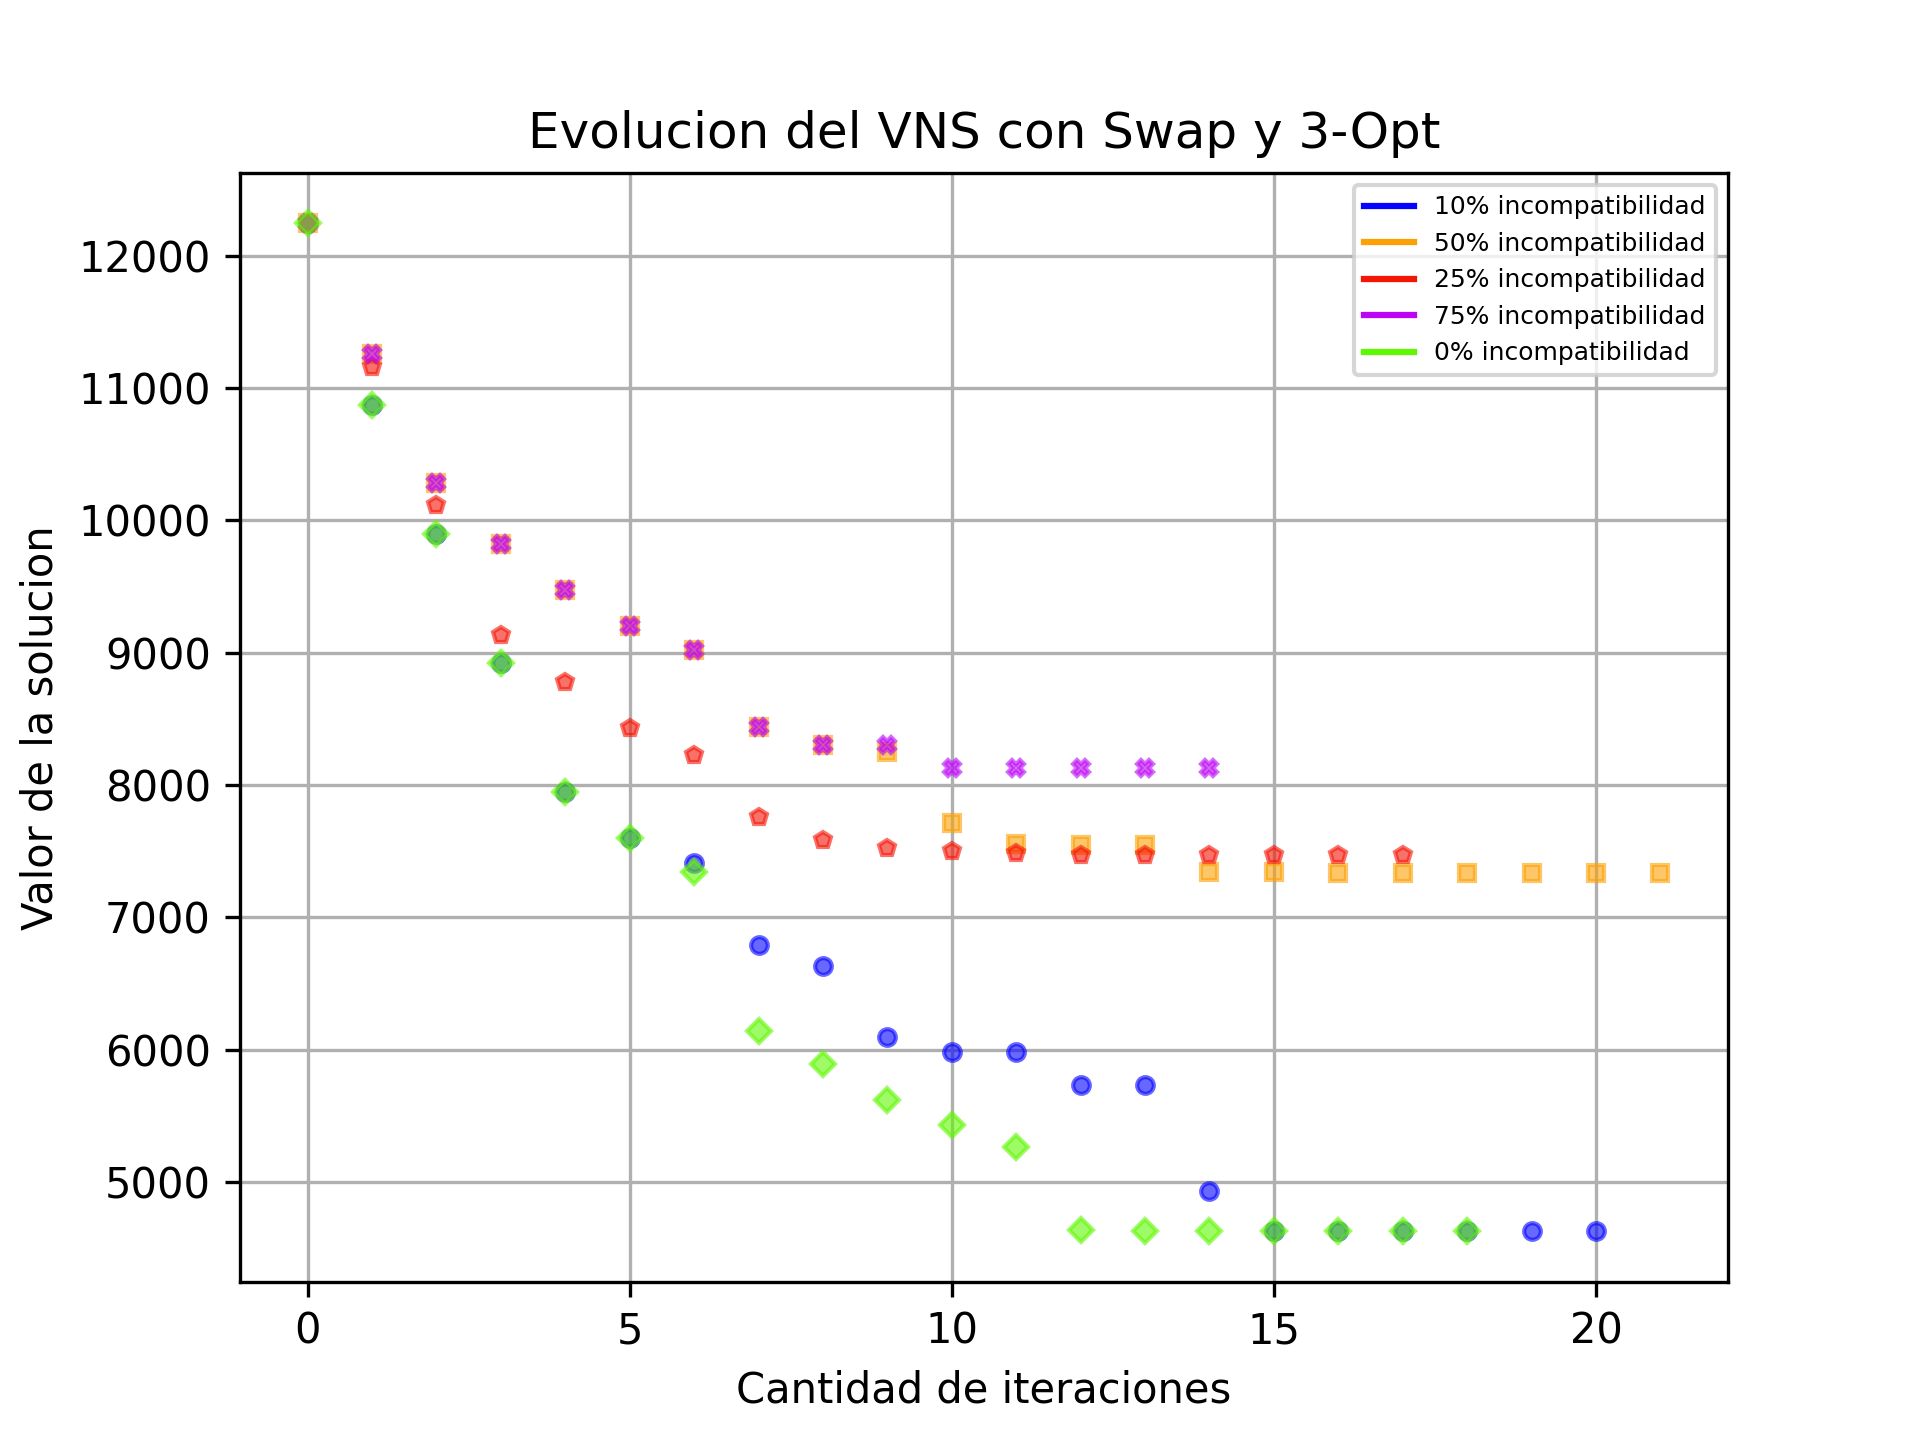 Evolucion del VNS con Swap y 3-Opt
10% incompatibilidad
50% incompatibilidad
25% incompatibilidad
75% incompatibilidad
0% incompatibilidad
Valor de la solucion
12000
11000
10000
9000
8000
7000
6000
5000
0 5 10 15 20
Cantidad de iteraciones